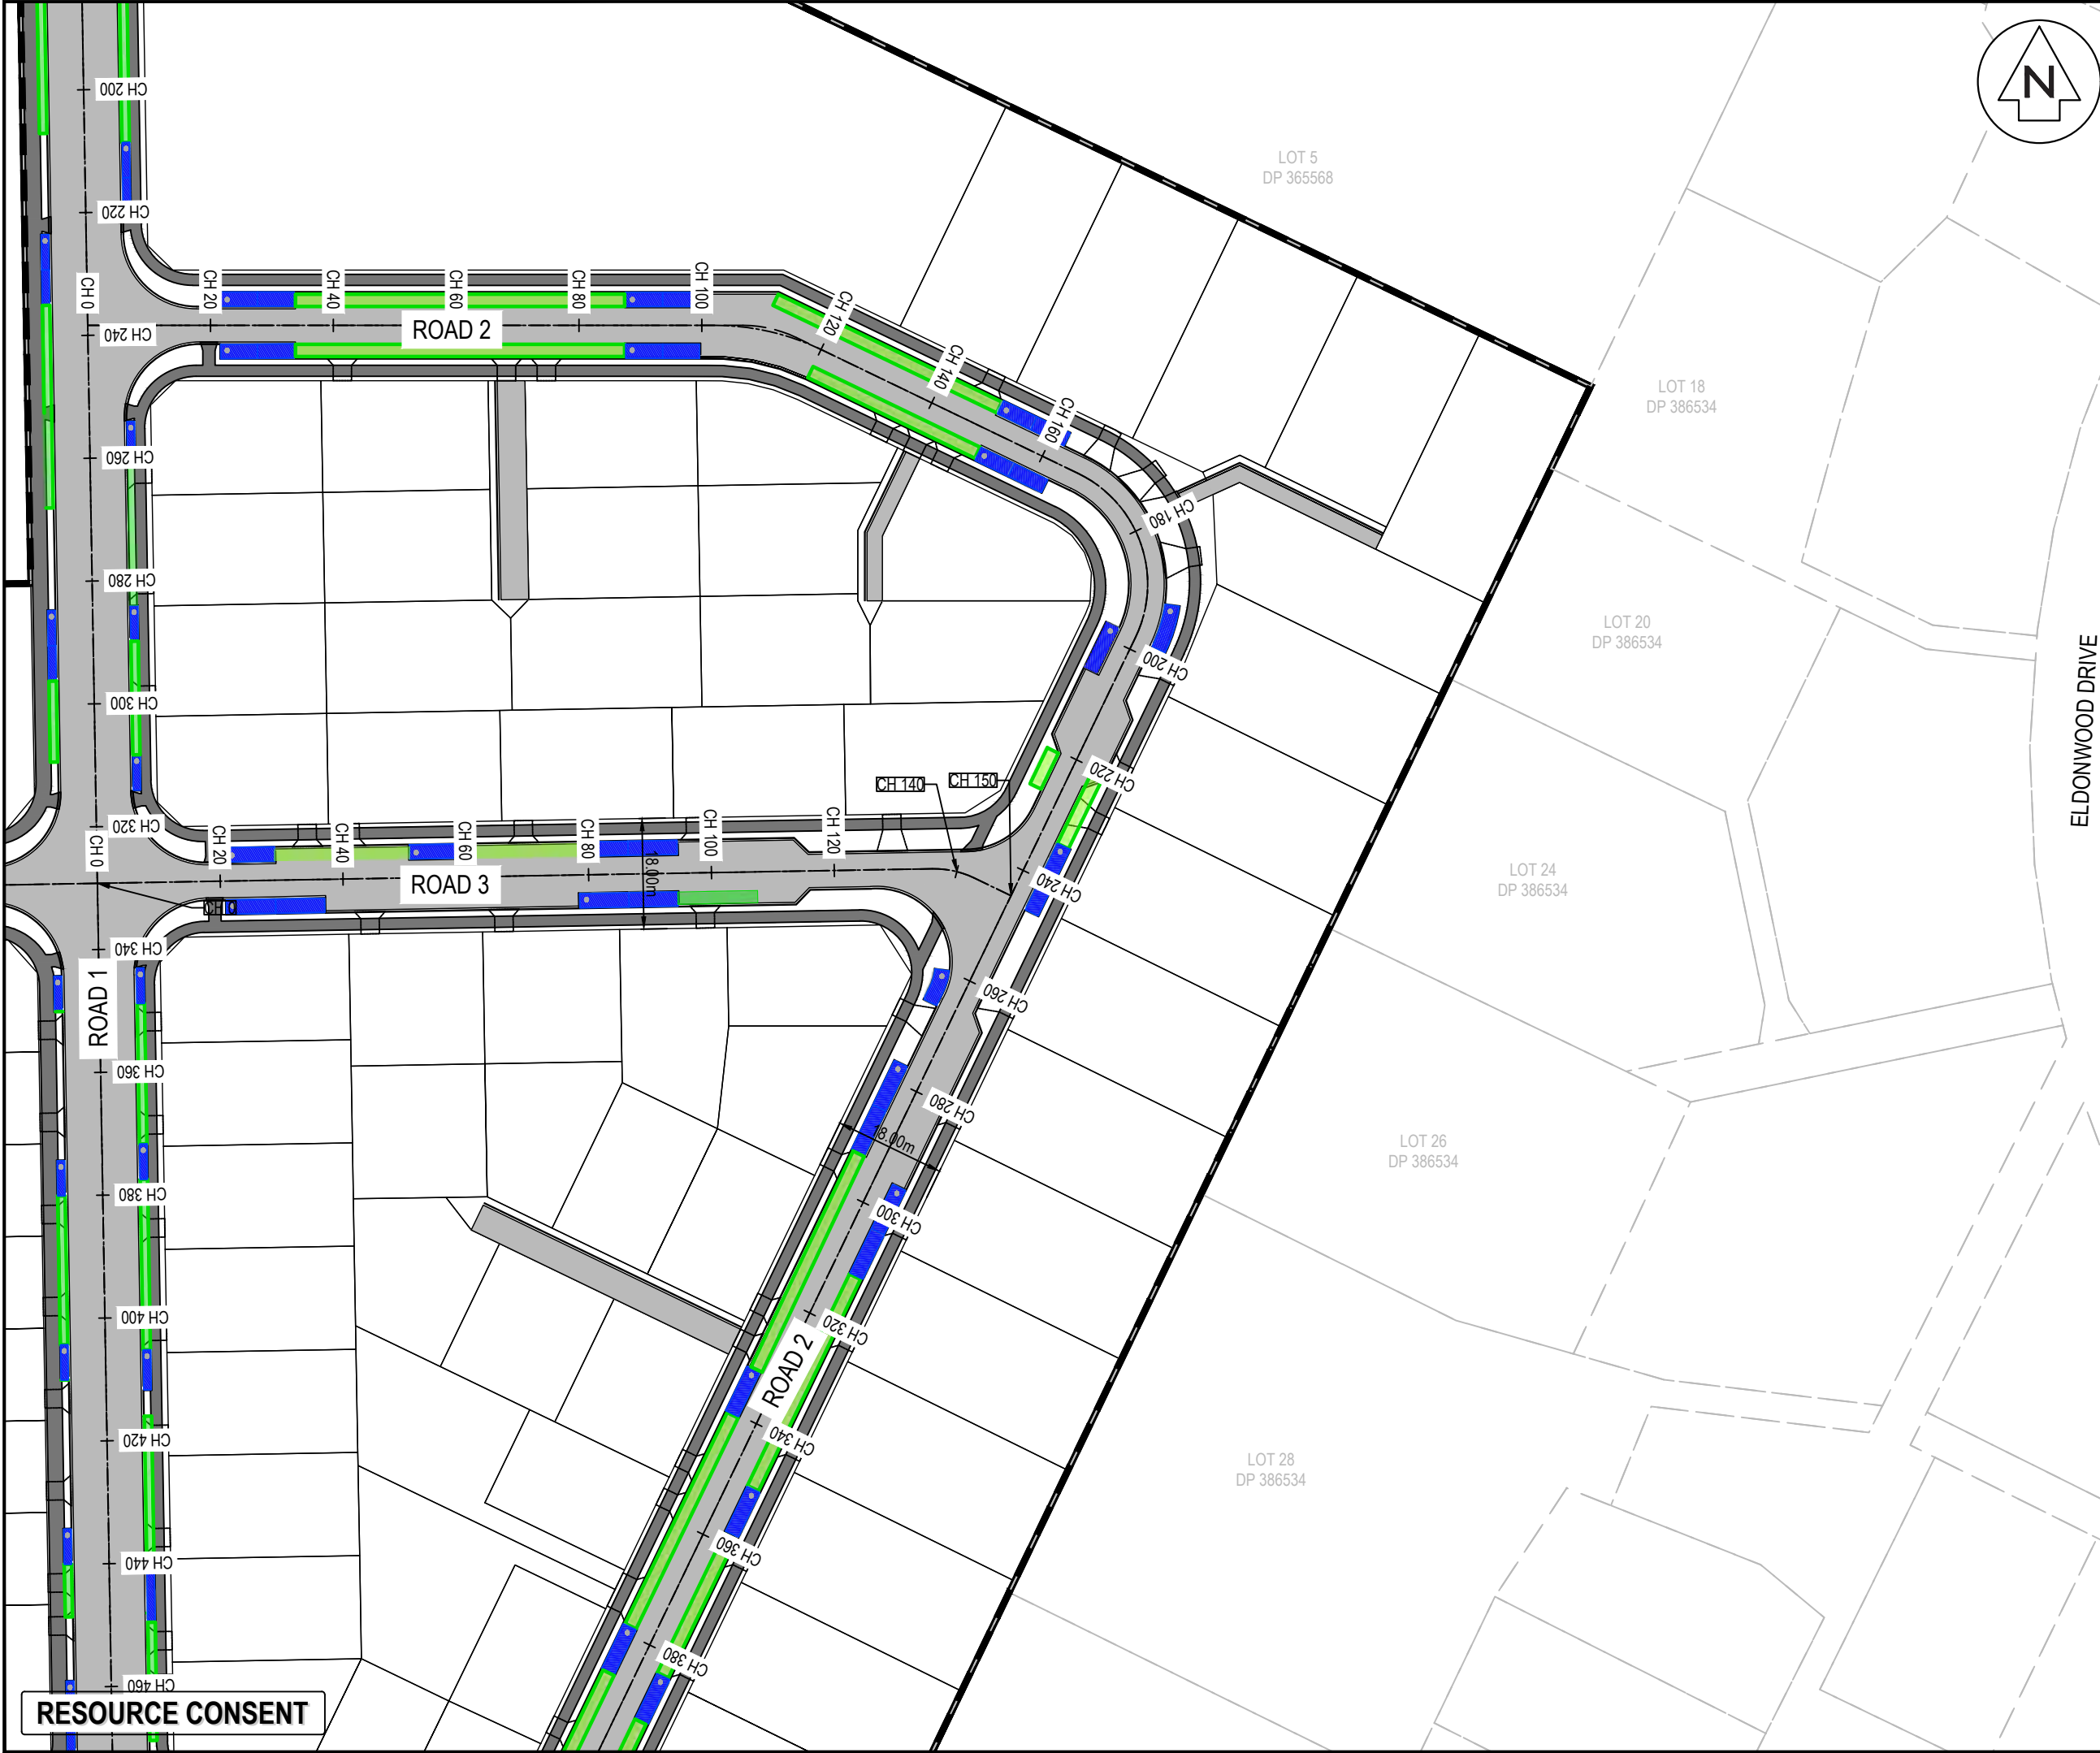 N
CH 200
LOT 5
DP 365568
CH 220
CH 0
CH 20
CH 40
CH 60
CH 80
CH 100
CH 120
CH 240
ROAD 2
CH 140
LOT 18
DP 386534
CH 160
CH 260
CH 180
CH 280
LOT 20
DP 386534
CH 200
CH 300
ELDONWOOD DRIVE
CH 220
CH 140
CH 150
CH 320
CH 0
CH 20
CH 40
CH 60
CH 80
CH 100
CH 120
18.00m
ROAD 3
CH 240
LOT 24
DP 386534
CH 340
ROAD 1
CH 260
CH 360
CH 280
18.00m
LOT 26
DP 386534
CH 380
CH 300
CH 400
CH 320
ROAD 2
CH 420
CH 340
LOT 28
DP 386534
CH 440
CH 360
CH 380
CH 460
RESOURCE CONSENT